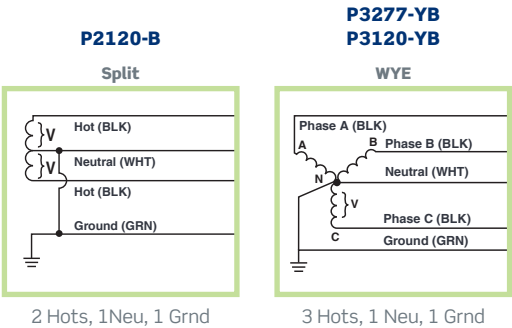 P2120-B
Split
V
Hot (BLK)
V
Neutral (WHT)
Hot (BLK)
Ground (GRN)
2 Hots, 1Neu, 1 Grnd
P3277-YB
P3120-YB
WYE
Phase A (BLK)
A
B
Phase B (BLK)
N
Neutral (WHT)
V
Phase C (BLK)
C
Ground (GRN)
3 Hots, 1 Neu, 1 Grnd